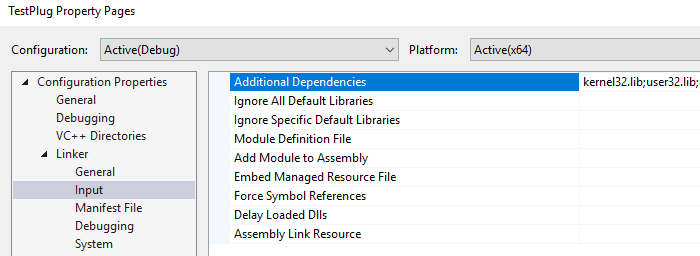 TestPlug Property Pages
Configuration: Active(Debug) Platform: Active(x64)
Configuration Properties
General
Debugging
VC++ Directories
Linker
General
Input
Manifest File
Debugging
System
Additional Dependencies kernel32.lib;user32.lib;
Ignore All Default Libraries
Ignore Specific Default Libraries
Module Definition File
Add Module to Assembly
Embed Managed Resource File
Force Symbol References
Delay Loaded Dlls
Assembly Link Resource